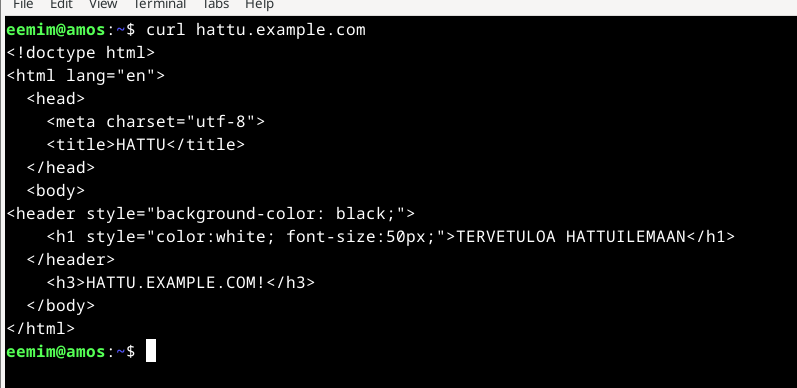 File Edit View Terminal Tabs Help
eemim@amos:~$ curl hattu.example.com
<!doctype html>
<html lang="en">
  <head>
    <meta charset="utf-8">
    <title>HATTU</title>
  </head>
  <body>
<header style="background-color: black;">
    <h1 style="color:white; font-size:50px;">TERVETULOA HATTUILEMAAN</h1>
  </header>
    <h3>HATTU.EXAMPLE.COM!</h3>
  </body>
</html>
eemim@amos:~$